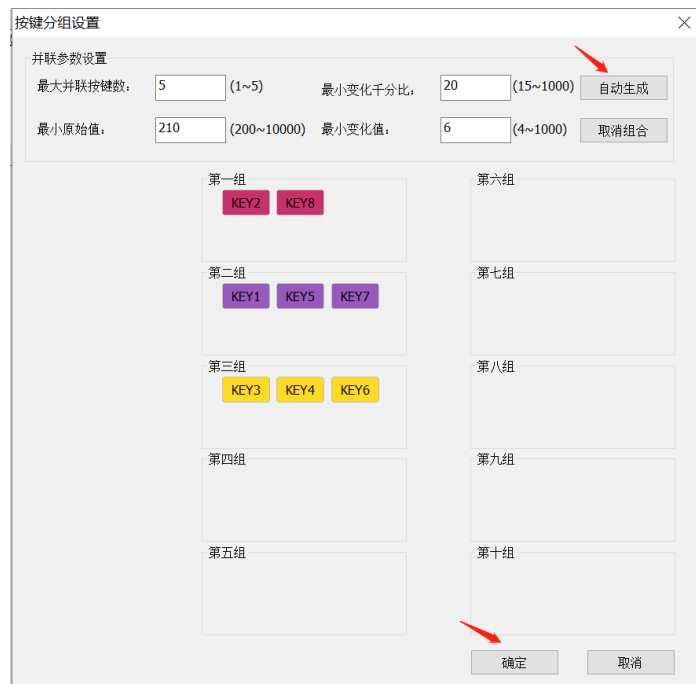 按键分组设置
并联参数设置
最大并联按键数： 5 (1~5) 最小变化千分比： 20 (15~1000) 自动生成
最小原始值： 210 (200~10000) 最小变化值： 6 (4~1000) 取消组合
第一组 第六组
KEY2 KEY8
第二组 第七组
KEY1 KEY5 KEY7
第三组 第八组
KEY3 KEY4 KEY6
第四组 第九组
第五组 第十组
确定 取消